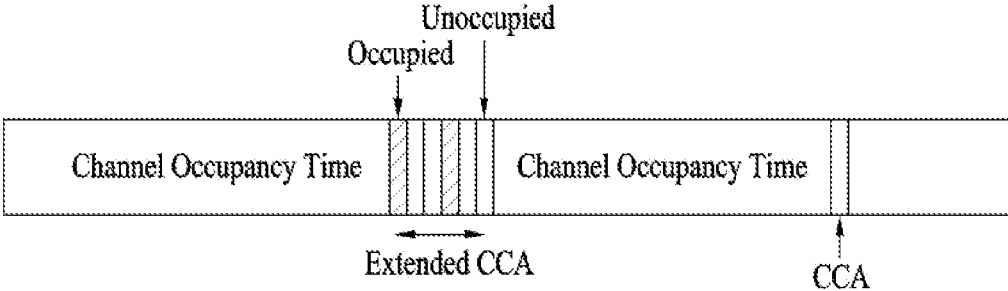 Unoccupied
Occupied
Channel Occupancy Time
Channel Occupancy Time
Extended CCA
CCA